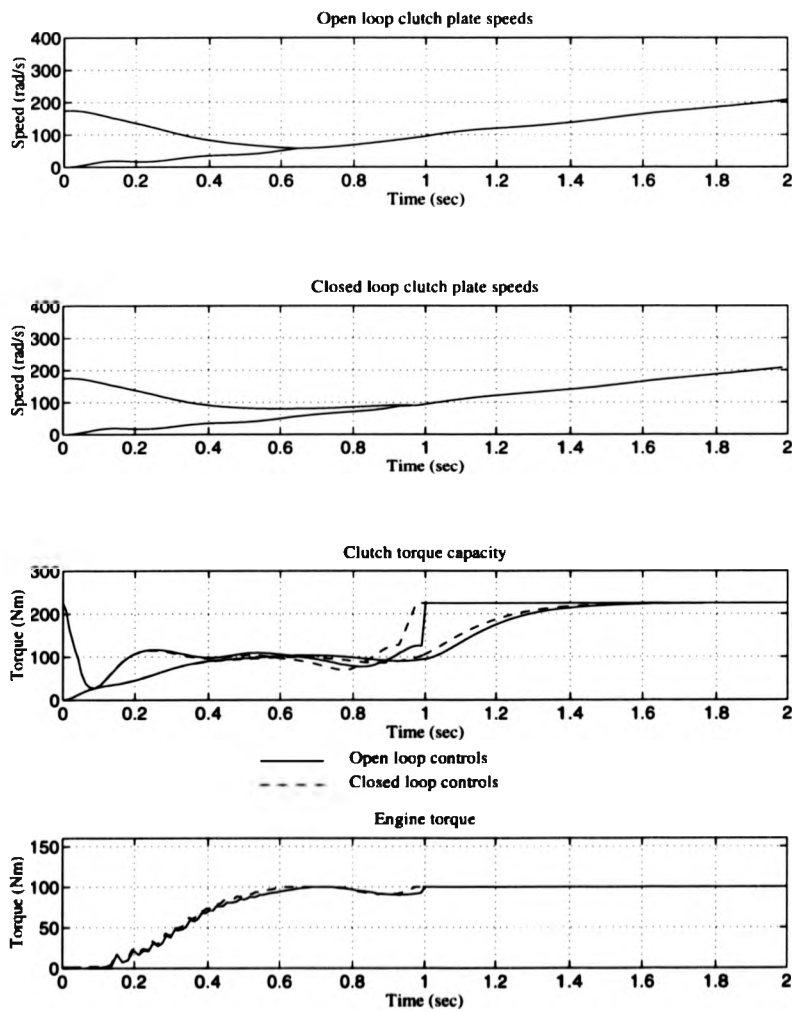 Open loop clutch plate speeds
400
300
200
100
0
Speed (rad/s)
0 0.2 0.4 0.6 0.8 1 1.2 1.4 1.6 1.8 2
Time (sec)
Closed loop clutch plate speeds
400
300
200
100
0
Speed (rad/s)
0 0.2 0.4 0.6 0.8 1 1.2 1.4 1.6 1.8 2
Time (sec)
Clutch torque capacity
300
200
100
0
Torque (Nm)
0 0.2 0.4 0.6 0.8 1 1.2 1.4 1.6 1.8 2
Time (sec)
Open loop controls
Closed loop controls
Engine torque
150
100
50
0
Torque (Nm)
0 0.2 0.4 0.6 0.8 1 1.2 1.4 1.6 1.8 2
Time (sec)